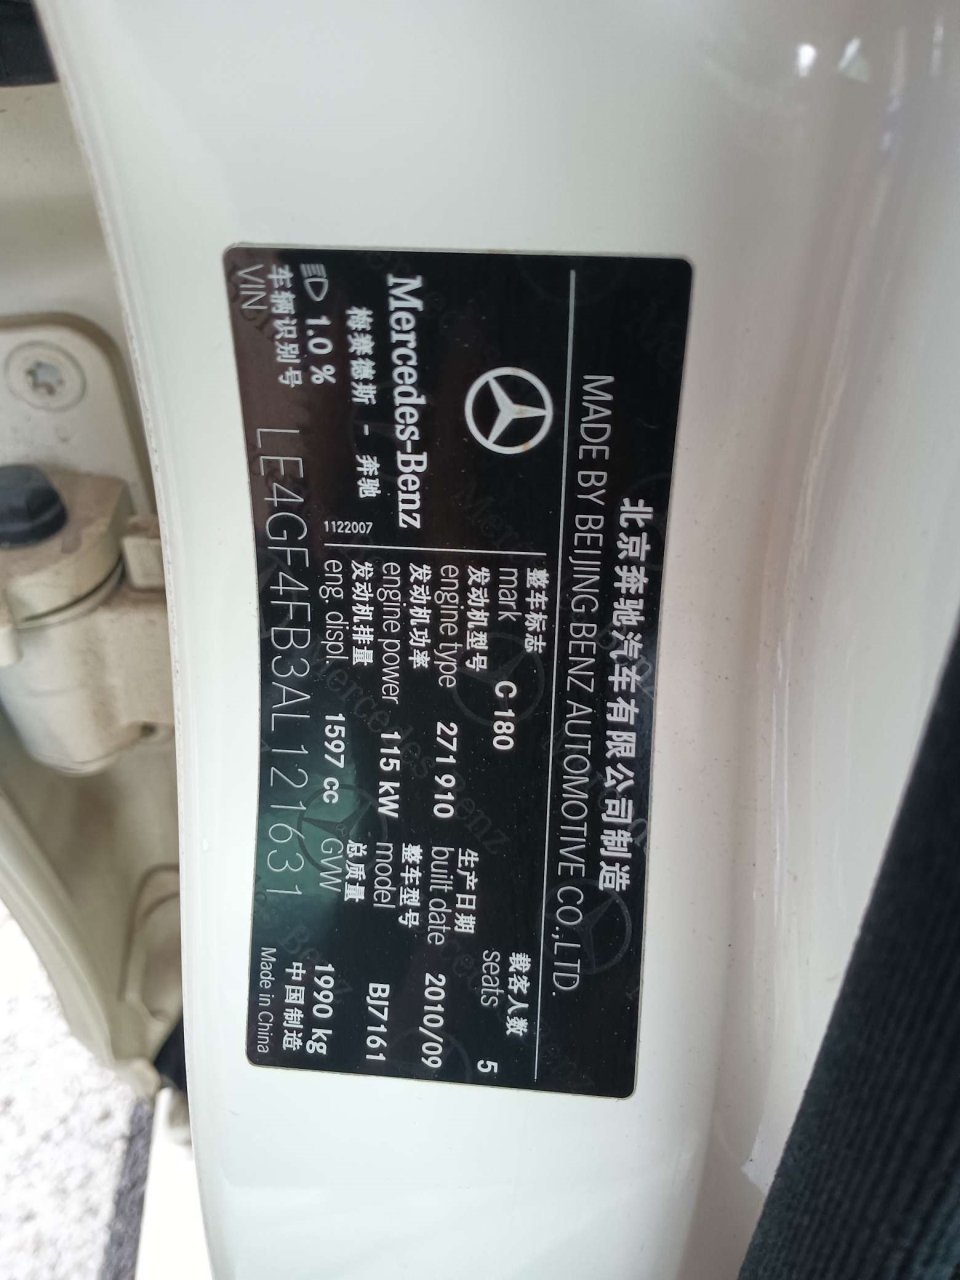 北京奔驰汽车有限公司制造
MADE BY BEIJING BENZ AUTOMOTIVE CO.,LTD.
Mercedes-Benz
梅赛德斯 - 奔驰
1.0 %
1122007
整车标志 C 180
mark
载客人数 5
seats
发动机型号 271 910
engine type
生产日期 2010/09
built date
发动机功率 115 kW
engine power
整车型号 BJ7161
model
发动机排量 1597 cc
eng. displ.
总质量 1990 kg
GVW
车辆识别号
VIN
LE4GF4FB3AL121631
中国制造
Made in China